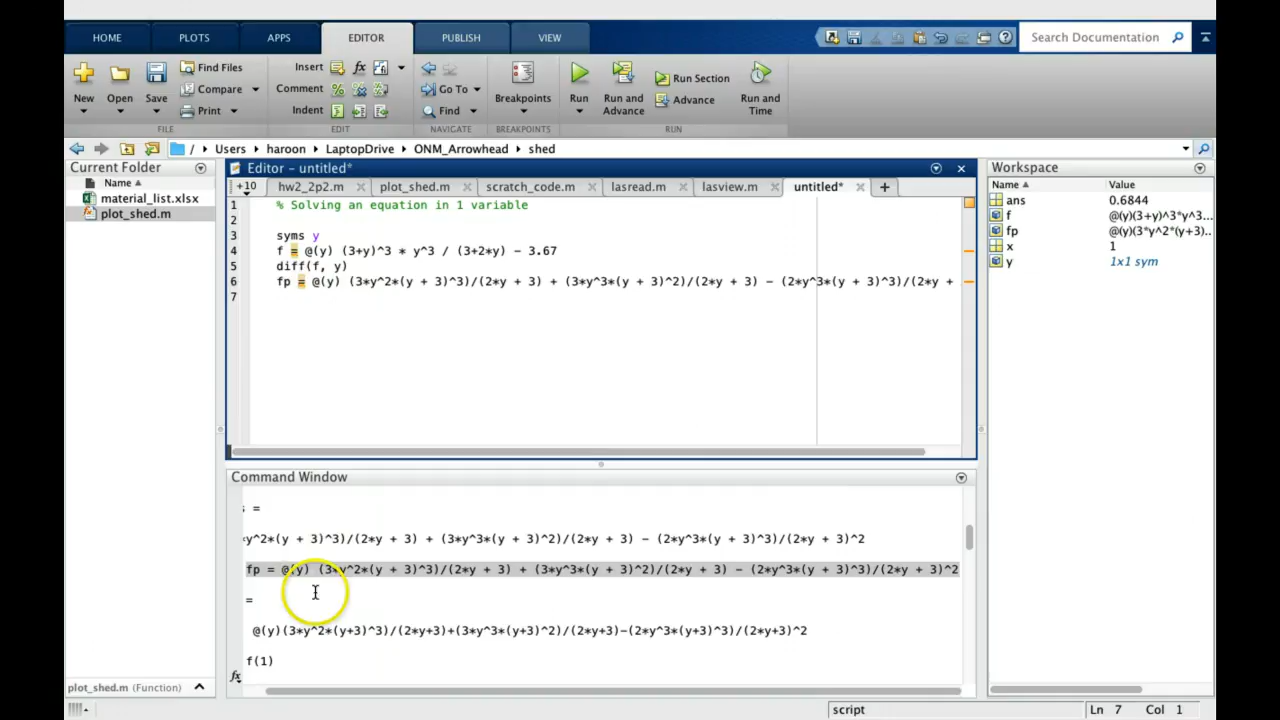 HOME PLOTS APPS EDITOR PUBLISH VIEW Search Documentation
New Open Save Find Files Compare Print FILE
Insert fx Comment Indent EDIT
Go To Find NAVIGATE
Breakpoints BREAKPOINTS
Run Run and Advance Run Section Advance Run and Time RUN
/ Users haroon LaptopDrive ONM_Arrowhead shed
Current Folder
Name
material_list.xlsx
plot_shed.m
plot_shed.m (Function)
Editor – untitled*
+10 hw2_2p2.m plot_shed.m scratch_code.m lasread.m lasview.m untitled* +
1 % Solving an equation in 1 variable
2
3 syms y
4 f = @(y) (3+y)^3 * y^3 / (3+2*y) - 3.67
5 diff(f, y)
6 fp = @(y) (3*y^2*(y + 3)^3)/(2*y + 3) + (3*y^3*(y + 3)^2)/(2*y + 3) - (2*y^3*(y + 3)^3)/(2*y +
7
Command Window
s =
y^2*(y + 3)^3)/(2*y + 3) + (3*y^3*(y + 3)^2)/(2*y + 3) - (2*y^3*(y + 3)^3)/(2*y + 3)^2
fp = @(y) (3*y^2*(y + 3)^3)/(2*y + 3) + (3*y^3*(y + 3)^2)/(2*y + 3) - (2*y^3*(y + 3)^3)/(2*y + 3)^2
=
@(y)(3*y^2*(y+3)^3)/(2*y+3)+(3*y^3*(y+3)^2)/(2*y+3)-(2*y^3*(y+3)^3)/(2*y+3)^2
f(1)
fx
Workspace
Name Value
ans 0.6844
f @(y)(3+y)^3*y^3...
fp @(y)(3*y^2*(y+3)..
x 1
y 1x1 sym
script Ln 7 Col 1